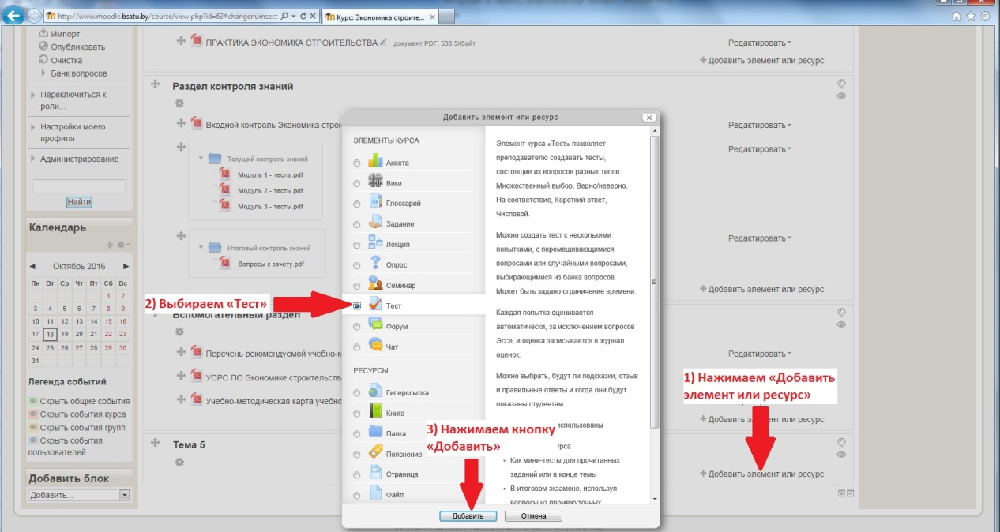 http://www.moodle.bsatu.by/course/view.php?id=63#changenumsect
Курс: Экономика строите...
Импорт
Опубликовать
Очистка
Банк вопросов
Переключиться к
роли...
Настройки моего
профиля
Администрирование
Найти
Календарь
Октябрь 2016
Пн Вт Ср Чт Пт Сб Вс
1 2
3 4 5 6 7 8 9
10 11 12 13 14 15 16
17 18 19 20 21 22 23
24 25 26 27 28 29 30
31
Легенда событий
Скрыть общие события
Скрыть события курса
Скрыть события групп
Скрыть события
пользователей
Добавить блок
Добавить...
ПРАКТИКА ЭКОНОМИКА СТРОИТЕЛЬСТВА документ PDF, 538.5Кбайт
Редактировать
Добавить элемент или ресурс
Раздел контроля знаний
Входной контроль Экономика строи
Редактировать
Текущий контроль знаний
Редактировать
Модуль 1 - тесты.pdf
Модуль 2 - тесты.pdf
Модуль 3 - тесты.pdf
Итоговый контроль знаний
Редактировать
Вопросы к зачету.pdf
Добавить элемент или ресурс
2) Выбираем «Тест»
Вспомогательный раздел
Перечень рекомендуемой учебно-м
Редактировать
УСРС ПО Экономике строительств
Учебно-методическая карта учебно
1) Нажимаем «Добавить
элемент или ресурс»
Добавить элемент или ресурс
Тема 5
Добавить элемент или ресурс
Добавить элемент или ресурс
ЭЛЕМЕНТЫ КУРСА
Анкета
Вики
Глоссарий
Задание
Лекция
Опрос
Семинар
Тест
Форум
Чат
РЕСУРСЫ
Гиперссылка
Книга
Папка
Пояснение
Страница
Файл
Элемент курса «Тест» позволяет
преподавателю создавать тесты,
состоящие из вопросов разных типов:
Множественный выбор, Верно/неверно,
На соответствие, Короткий ответ,
Числовой.
Можно создать тест с несколькими
попытками, с перемешивающимися
вопросами или случайными вопросами,
выбирающимися из банка вопросов.
Может быть задано ограничение времени.
Каждая попытка оценивается
автоматически, за исключением вопросов
Эссе, и оценка записывается в журнал
оценок.
Можно выбрать, будут ли подсказки, отзыв
и правильные ответы и когда они будут
показаны студентам.
использованы
урса
Как мини-тесты для прочитанных
заданий или в конце темы
В итоговом экзамене, используя
вопросы из промежуточных
3) Нажимаем кнопку
«Добавить»
Добавить
Отмена